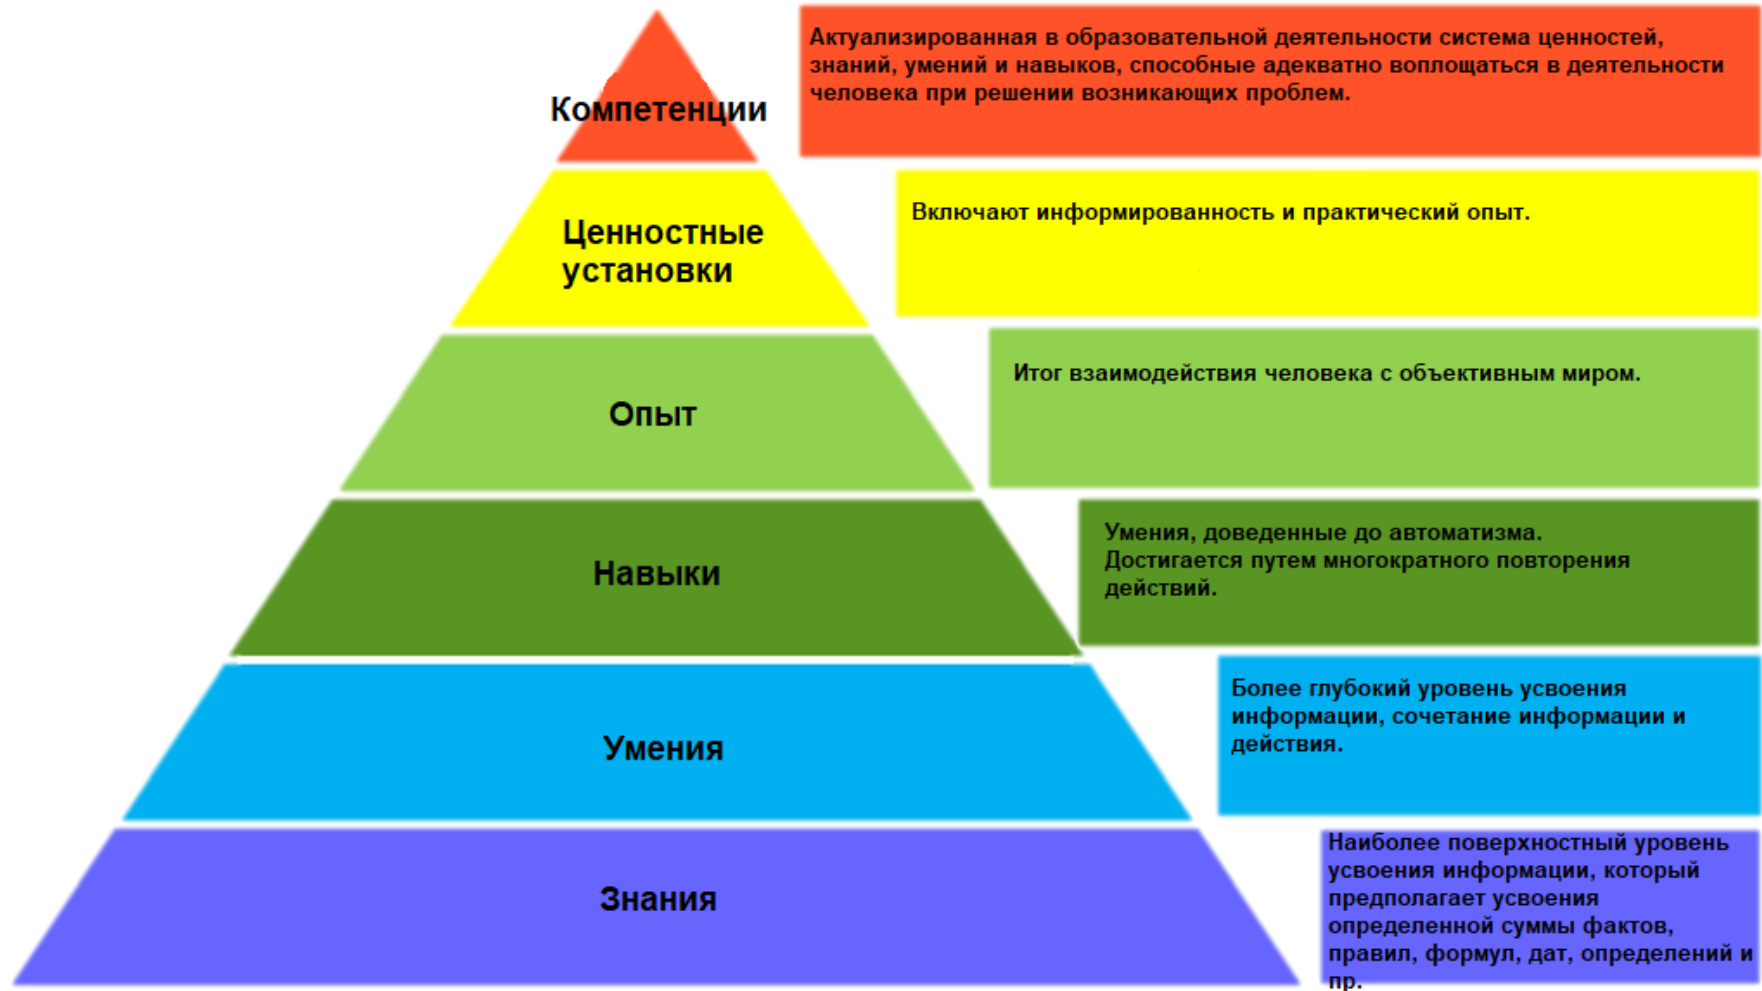 Компетенции
Актуализированная в образовательной деятельности система ценностей,
знаний, умений и навыков, способные адекватно воплощаться в деятельности
человека при решении возникающих проблем.
Ценностные
установки
Включают информированность и практический опыт.
Опыт
Итог взаимодействия человека с объективным миром.
Навыки
Умения, доведенные до автоматизма.
Достигается путем многократного повторения
действий.
Умения
Более глубокий уровень усвоения
информации, сочетание информации и
действия.
Знания
Наиболее поверхностный уровень
усвоения информации, который
предполагает усвоения
определенной суммы фактов,
правил, формул, дат, определений и
пр.